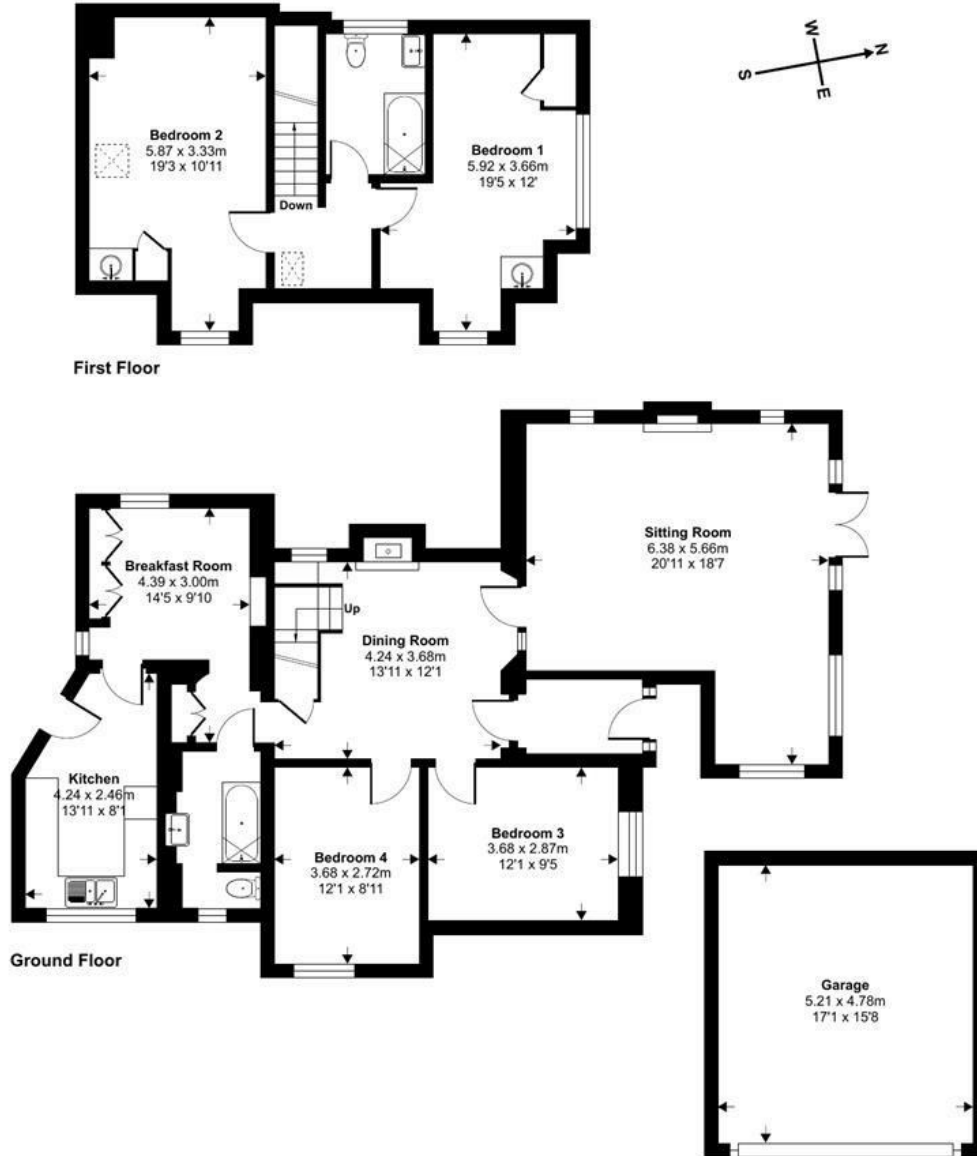 W
N
S
E
Bedroom 2
5.87 x 3.33m
19'3 x 10'11
Down
Bedroom 1
5.92 x 3.66m
19'5 x 12'
First Floor
Breakfast Room
4.39 x 3.00m
14'5 x 9'10
Up
Dining Room
4.24 x 3.68m
13'11 x 12'1
Sitting Room
6.38 x 5.66m
20'11 x 18'7
Kitchen
4.24 x 2.46m
13'11 x 8'1
Bedroom 4
3.68 x 2.72m
12'1 x 8'11
Bedroom 3
3.68 x 2.87m
12'1 x 9'5
Ground Floor
Garage
5.21 x 4.78m
17'1 x 15'8